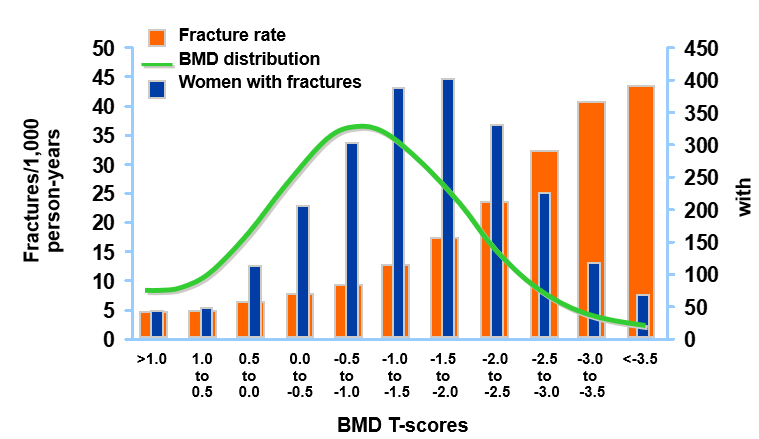 Fracture rate
BMD distribution
Women with fractures
Fractures/1,000
person-years
50
45
40
35
30
25
20
15
10
5
0
450
400
350
300
250
200
150
100
50
0
with
>1.0
1.0
to
0.5
0.5
to
0.0
0.0
to
-0.5
-0.5
to
-1.0
-1.0
to
-1.5
-1.5
to
-2.0
-2.0
to
-2.5
-2.5
to
-3.0
-3.0
to
-3.5
<-3.5
BMD T-scores